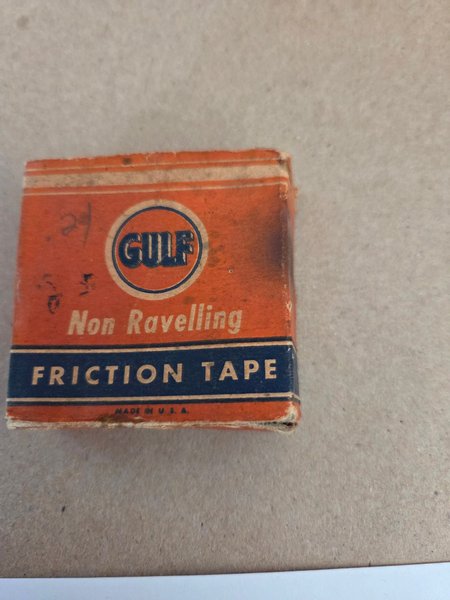 GULF
Non Ravelling
FRICTION TAPE
MADE IN U.S.A.